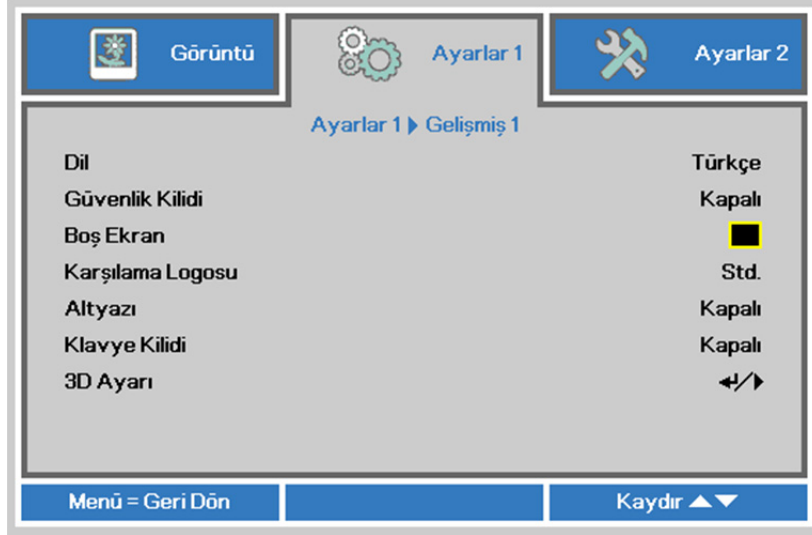 Görüntü
Ayarlar 1
Ayarlar 2
Ayarlar 1 Gelişmiş 1
Dil Türkçe
Güvenlik Kilidi Kapalı
Boş Ekran
Karşılama Logosu Std.
Altyazı Kapalı
Klavye Kilidi Kapalı
3D Ayarı /
Menü = Geri Dön
Kaydır